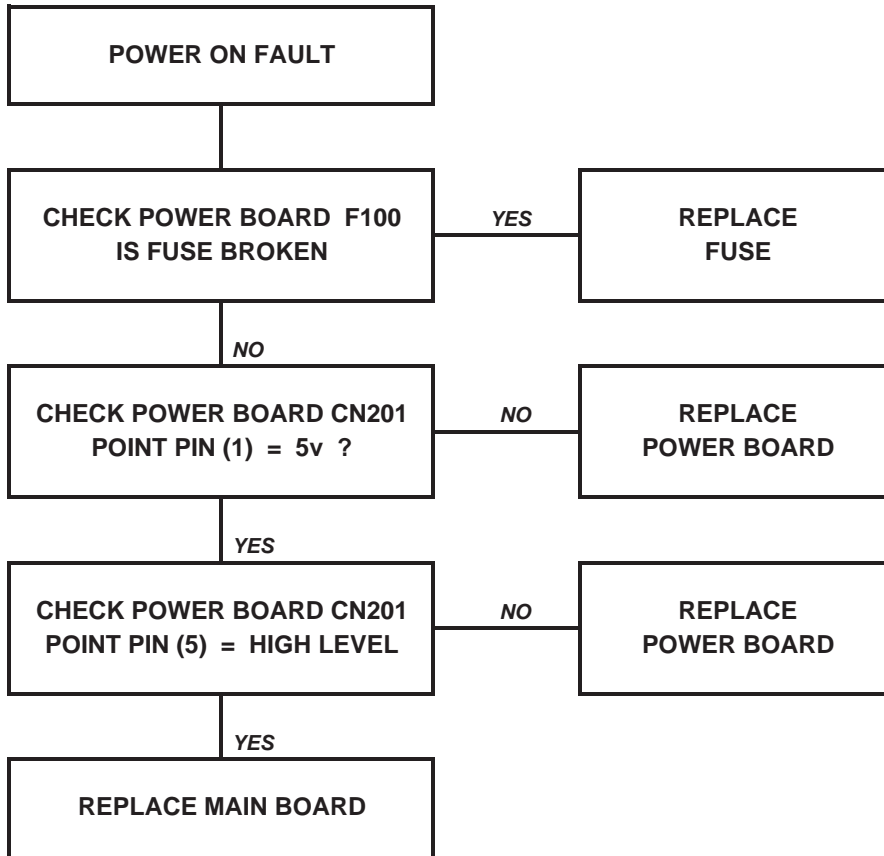 POWER ON FAULT
CHECK POWER BOARD F100
IS FUSE BROKEN
YES
REPLACE
FUSE
NO
CHECK POWER BOARD CN201
POINT PIN (1) = 5v ?
NO
REPLACE
POWER BOARD
YES
CHECK POWER BOARD CN201
POINT PIN (5) = HIGH LEVEL
NO
REPLACE
POWER BOARD
YES
REPLACE MAIN BOARD